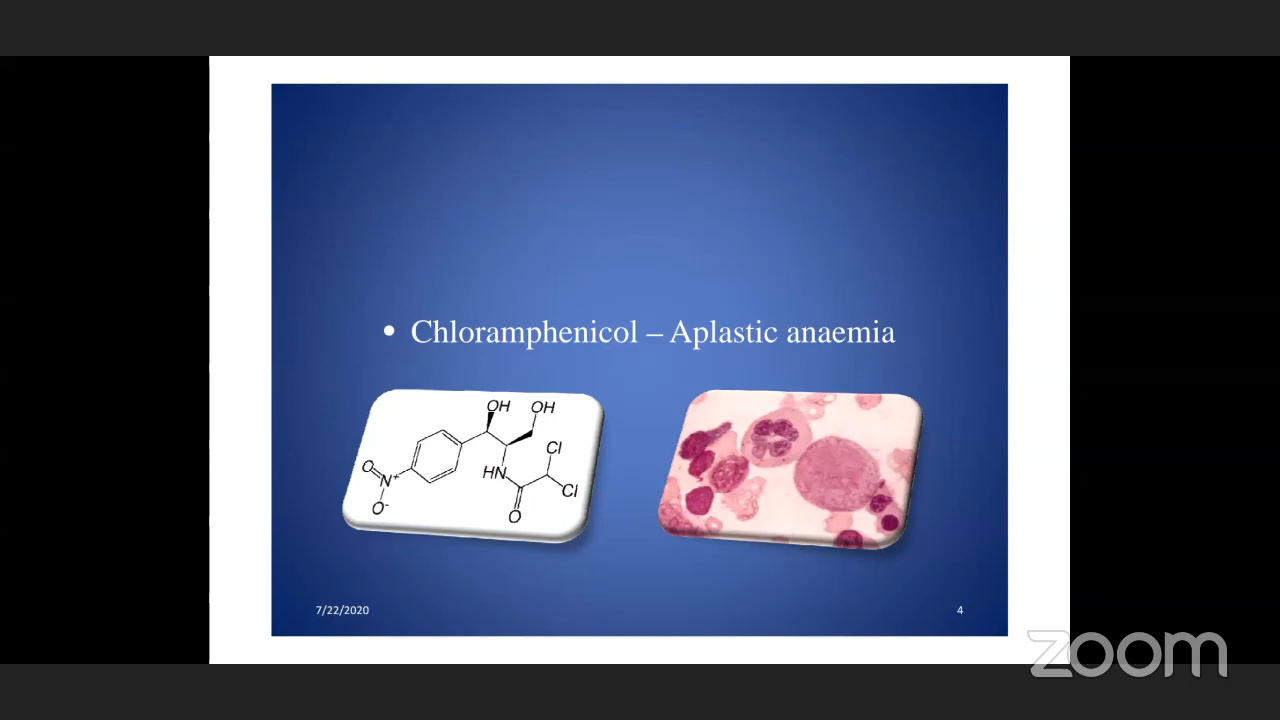 • Chloramphenicol – Aplastic anaemia
OH OH
Cl
HN
Cl
O
N+
O-
O
7/22/2020
4
zoom